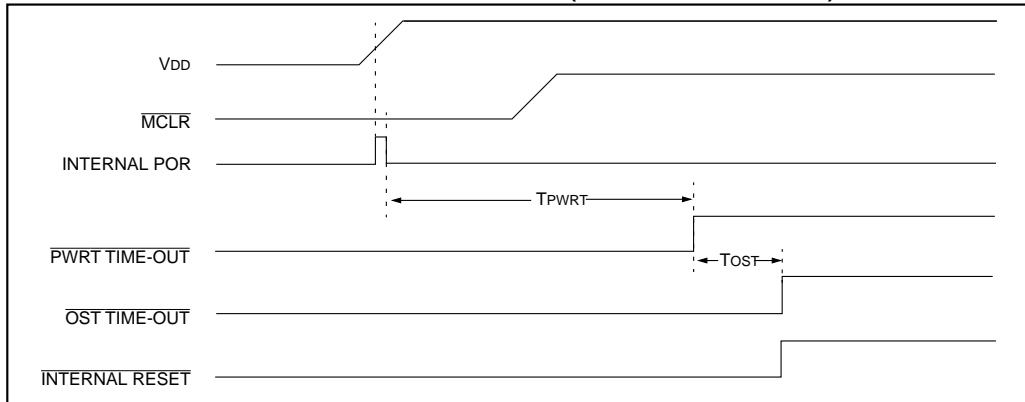 VDD
MCLR
INTERNAL POR
TPWRT
PWRT TIME-OUT
TOST
OST TIME-OUT
INTERNAL RESET